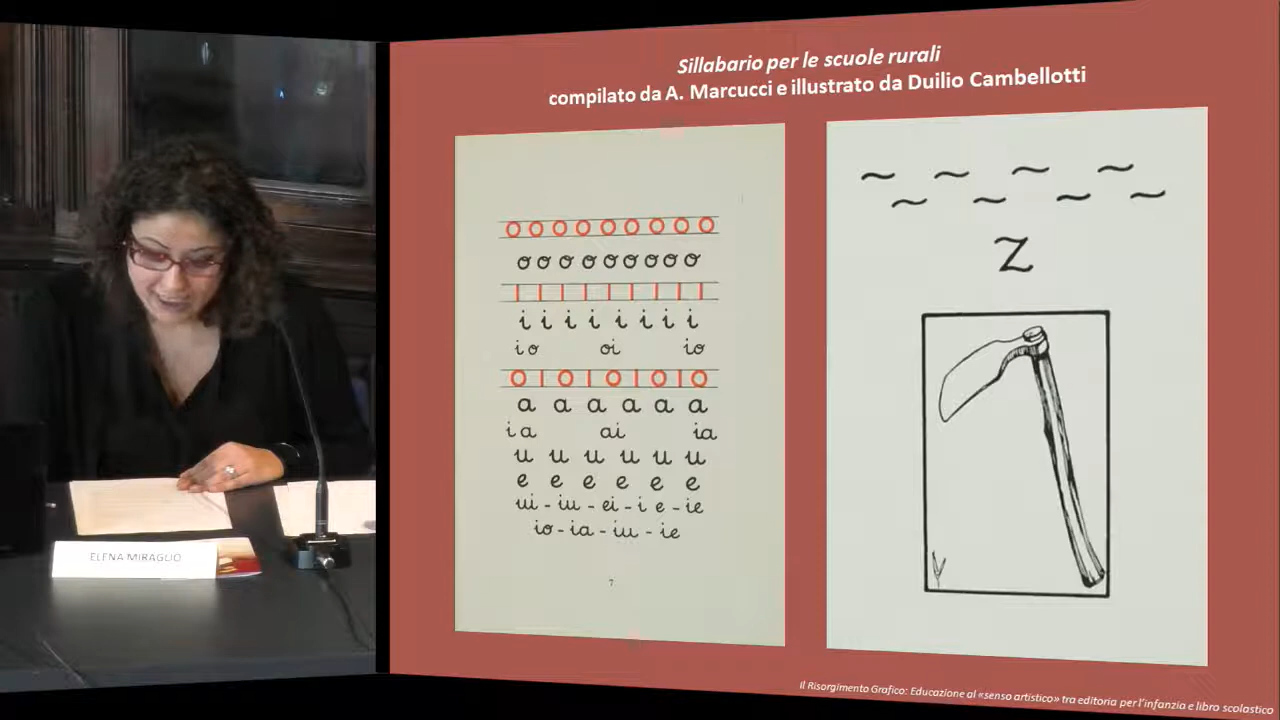 Sillabario per le scuole rurali
compilato da A. Marcucci e illustrato da Duilio Cambellotti
o o o o o o o o o
o o o o o o o o o
| | | | | | | | |
i i i i i i i i
io oi io
o | o | o | o | o
a a a a a a
ia ai ia
u u u u u u
e e e e e e
ui - iu - ei - i e - ie
io - ia - iu - ie
7
~ ~ ~ ~
~ ~ ~ ~
z
ELENA MIRAGLIO
Il Risorgimento Grafico: Educazione al «senso artistico» tra editoria per l'infanzia e libro scolastico